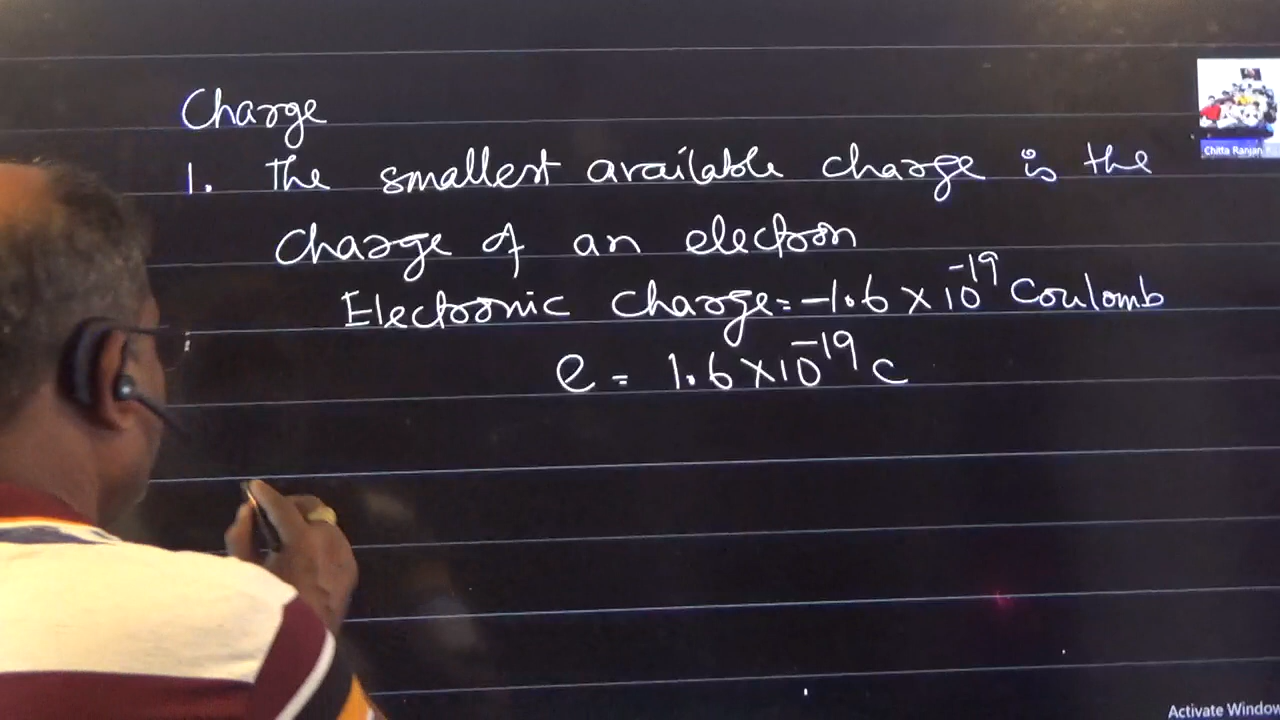 Charge
1. The smallest available charge is the
charge of an electron
Electronic charge = -1.6 × 10⁻¹⁹ Coulomb
e = 1.6 × 10⁻¹⁹ C
Chitta Ranjan
Activate Window